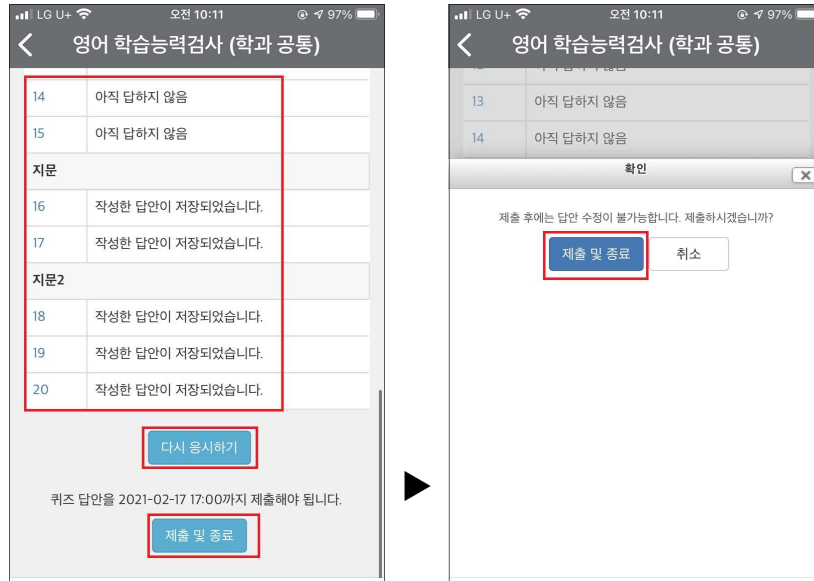 LG U+ 오전 10:11 97%
영어 학습능력검사 (학과 공통)
14 아직 답하지 않음
15 아직 답하지 않음
지문
16 작성한 답안이 저장되었습니다.
17 작성한 답안이 저장되었습니다.
지문2
18 작성한 답안이 저장되었습니다.
19 작성한 답안이 저장되었습니다.
20 작성한 답안이 저장되었습니다.
다시 응시하기
퀴즈 답안을 2021-02-17 17:00까지 제출해야 됩니다.
제출 및 종료
LG U+ 오전 10:11 97%
영어 학습능력검사 (학과 공통)
13 아직 답하지 않음
14 아직 답하지 않음
확인
제출 후에는 답안 수정이 불가능합니다. 제출하시겠습니까?
제출 및 종료 취소